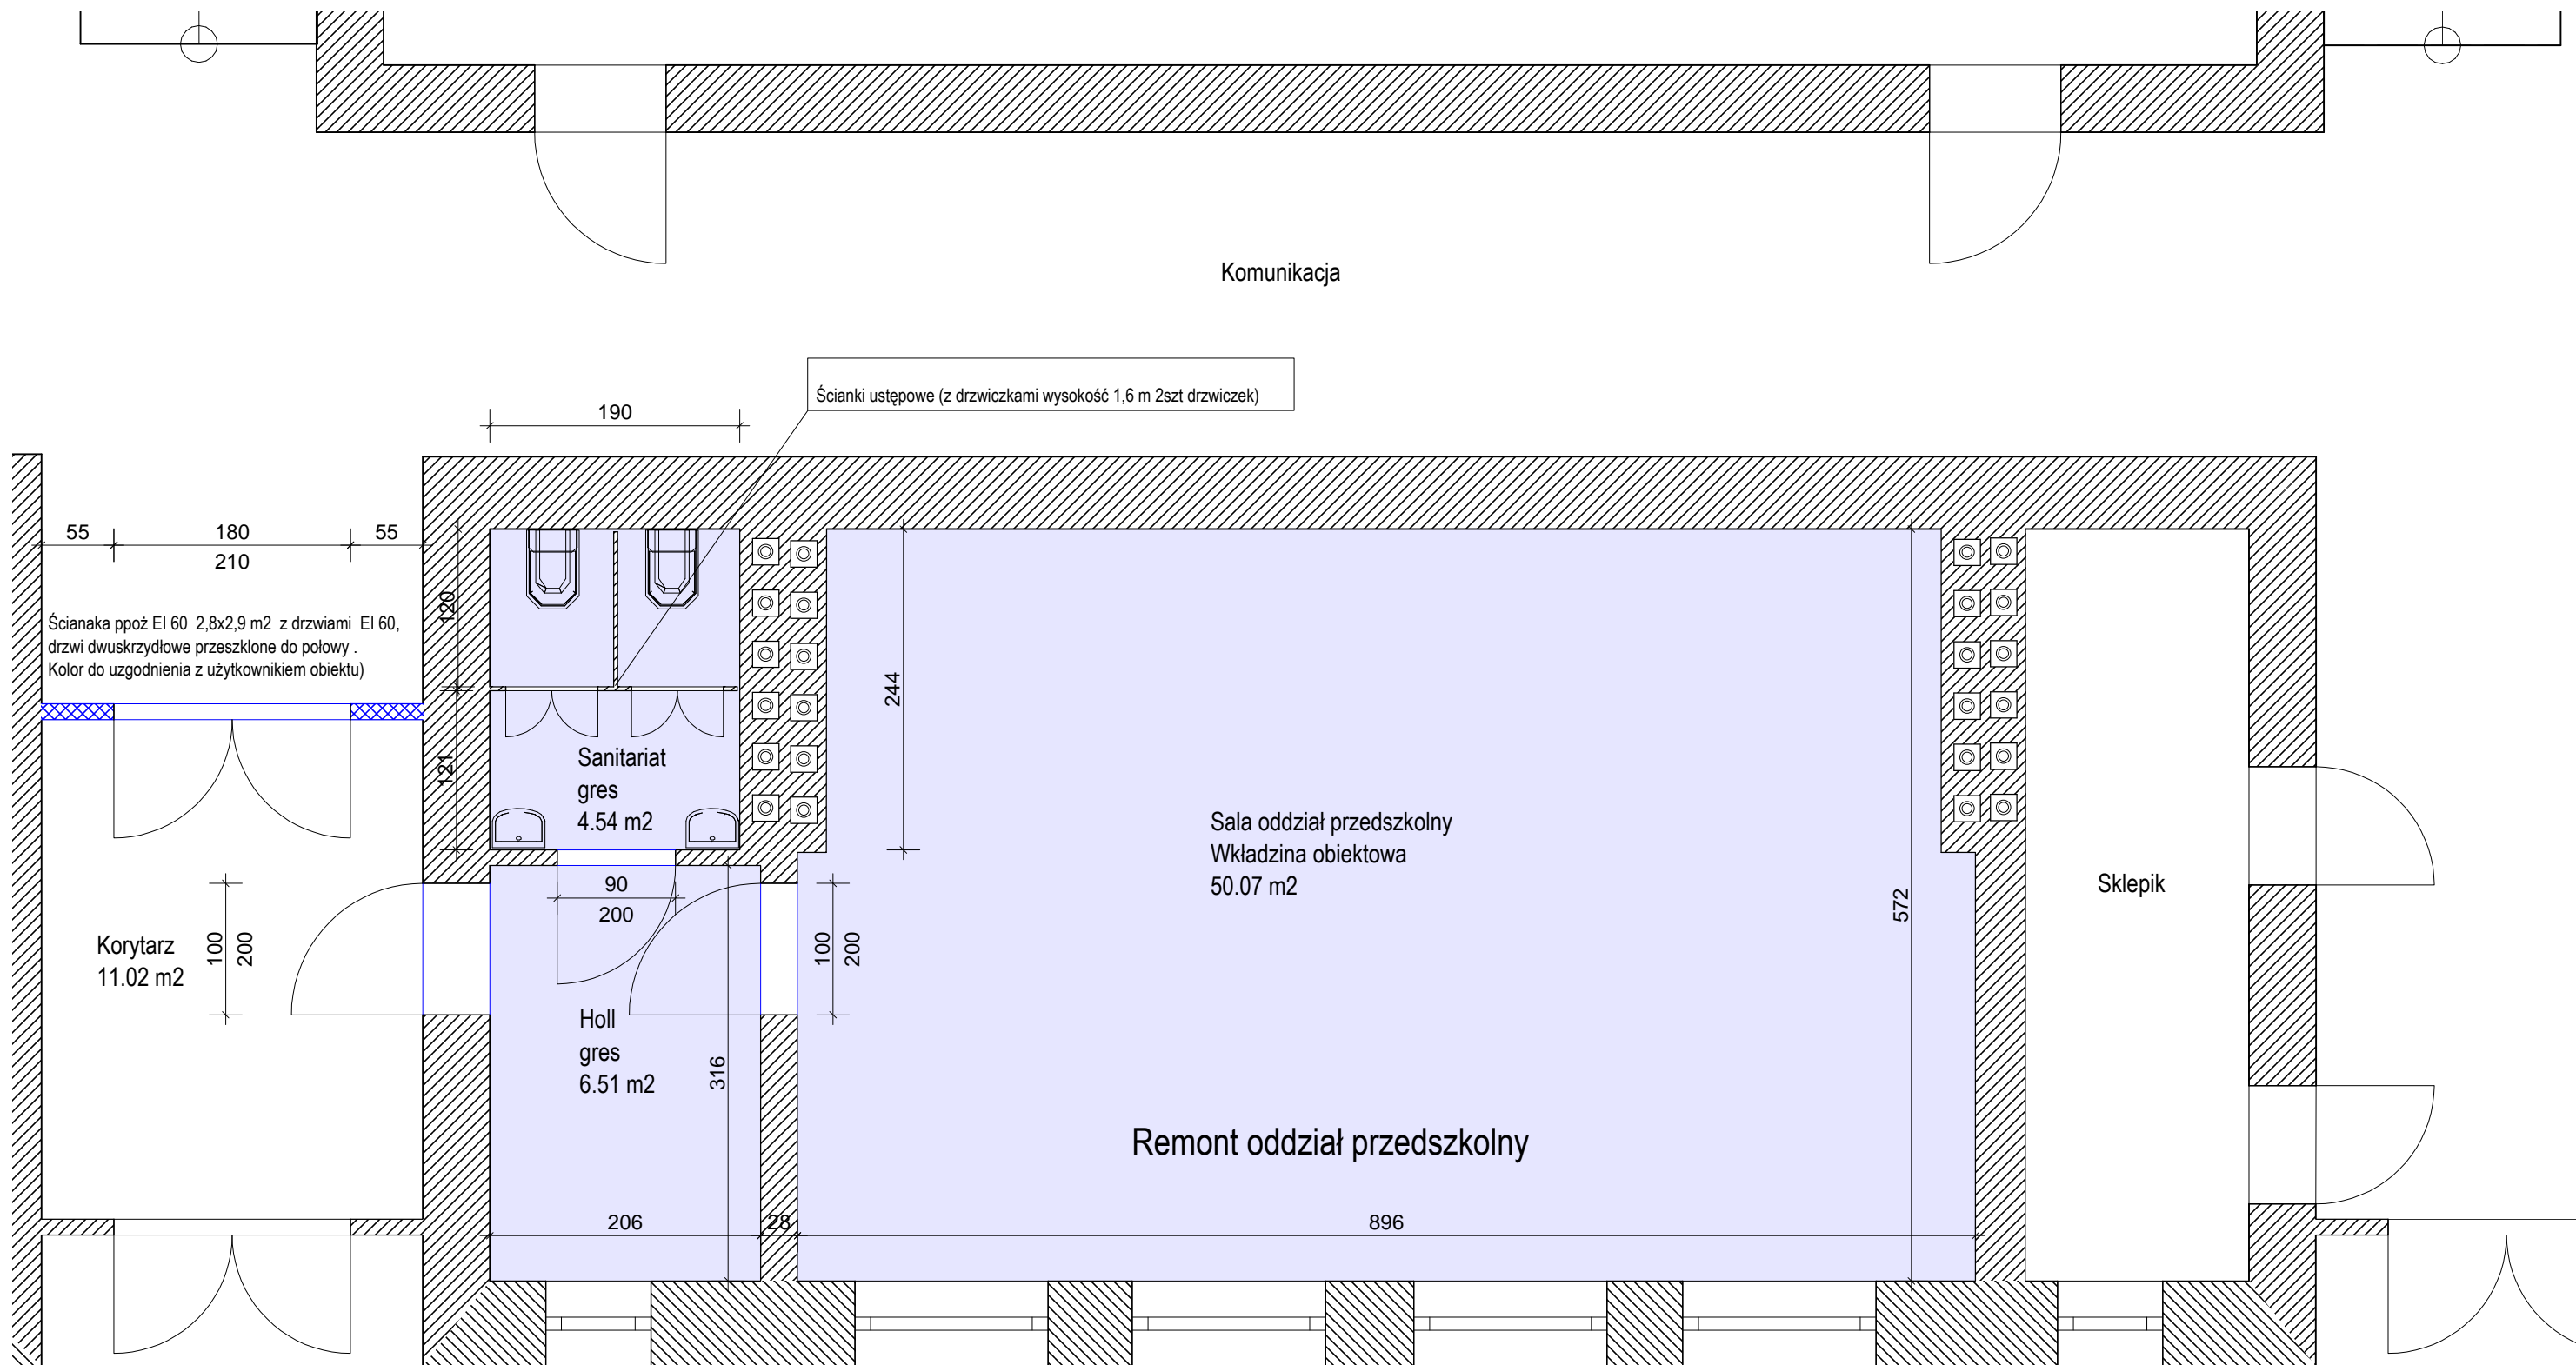 Komunikacja
Ścianki ustępowe (z drzwiczkami wysokość 1,6 m 2szt drzwiczek)
190
55
180
210
55
120
Ścianaka ppoż EI 60 2,8x2,9 m2 z drzwiami EI 60,
drzwi dwuskrzydłowe przeszklone do połowy .
Kolor do uzgodnienia z użytkownikiem obiektu)
244
121
Sanitariat
gres
4.54 m2
Sala oddział przedszkolny
Wkładzina obiektowa
50.07 m2
572
Sklepik
90
200
Korytarz
11.02 m2
100
200
100
200
Holl
gres
6.51 m2
316
Remont oddział przedszkolny
206
28
896